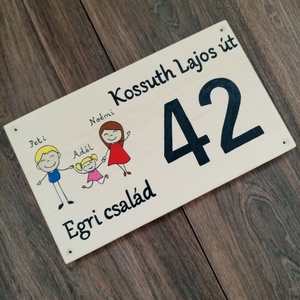 Kossuth Lajos út
42
Peti
Adél
Noémi
Egri család